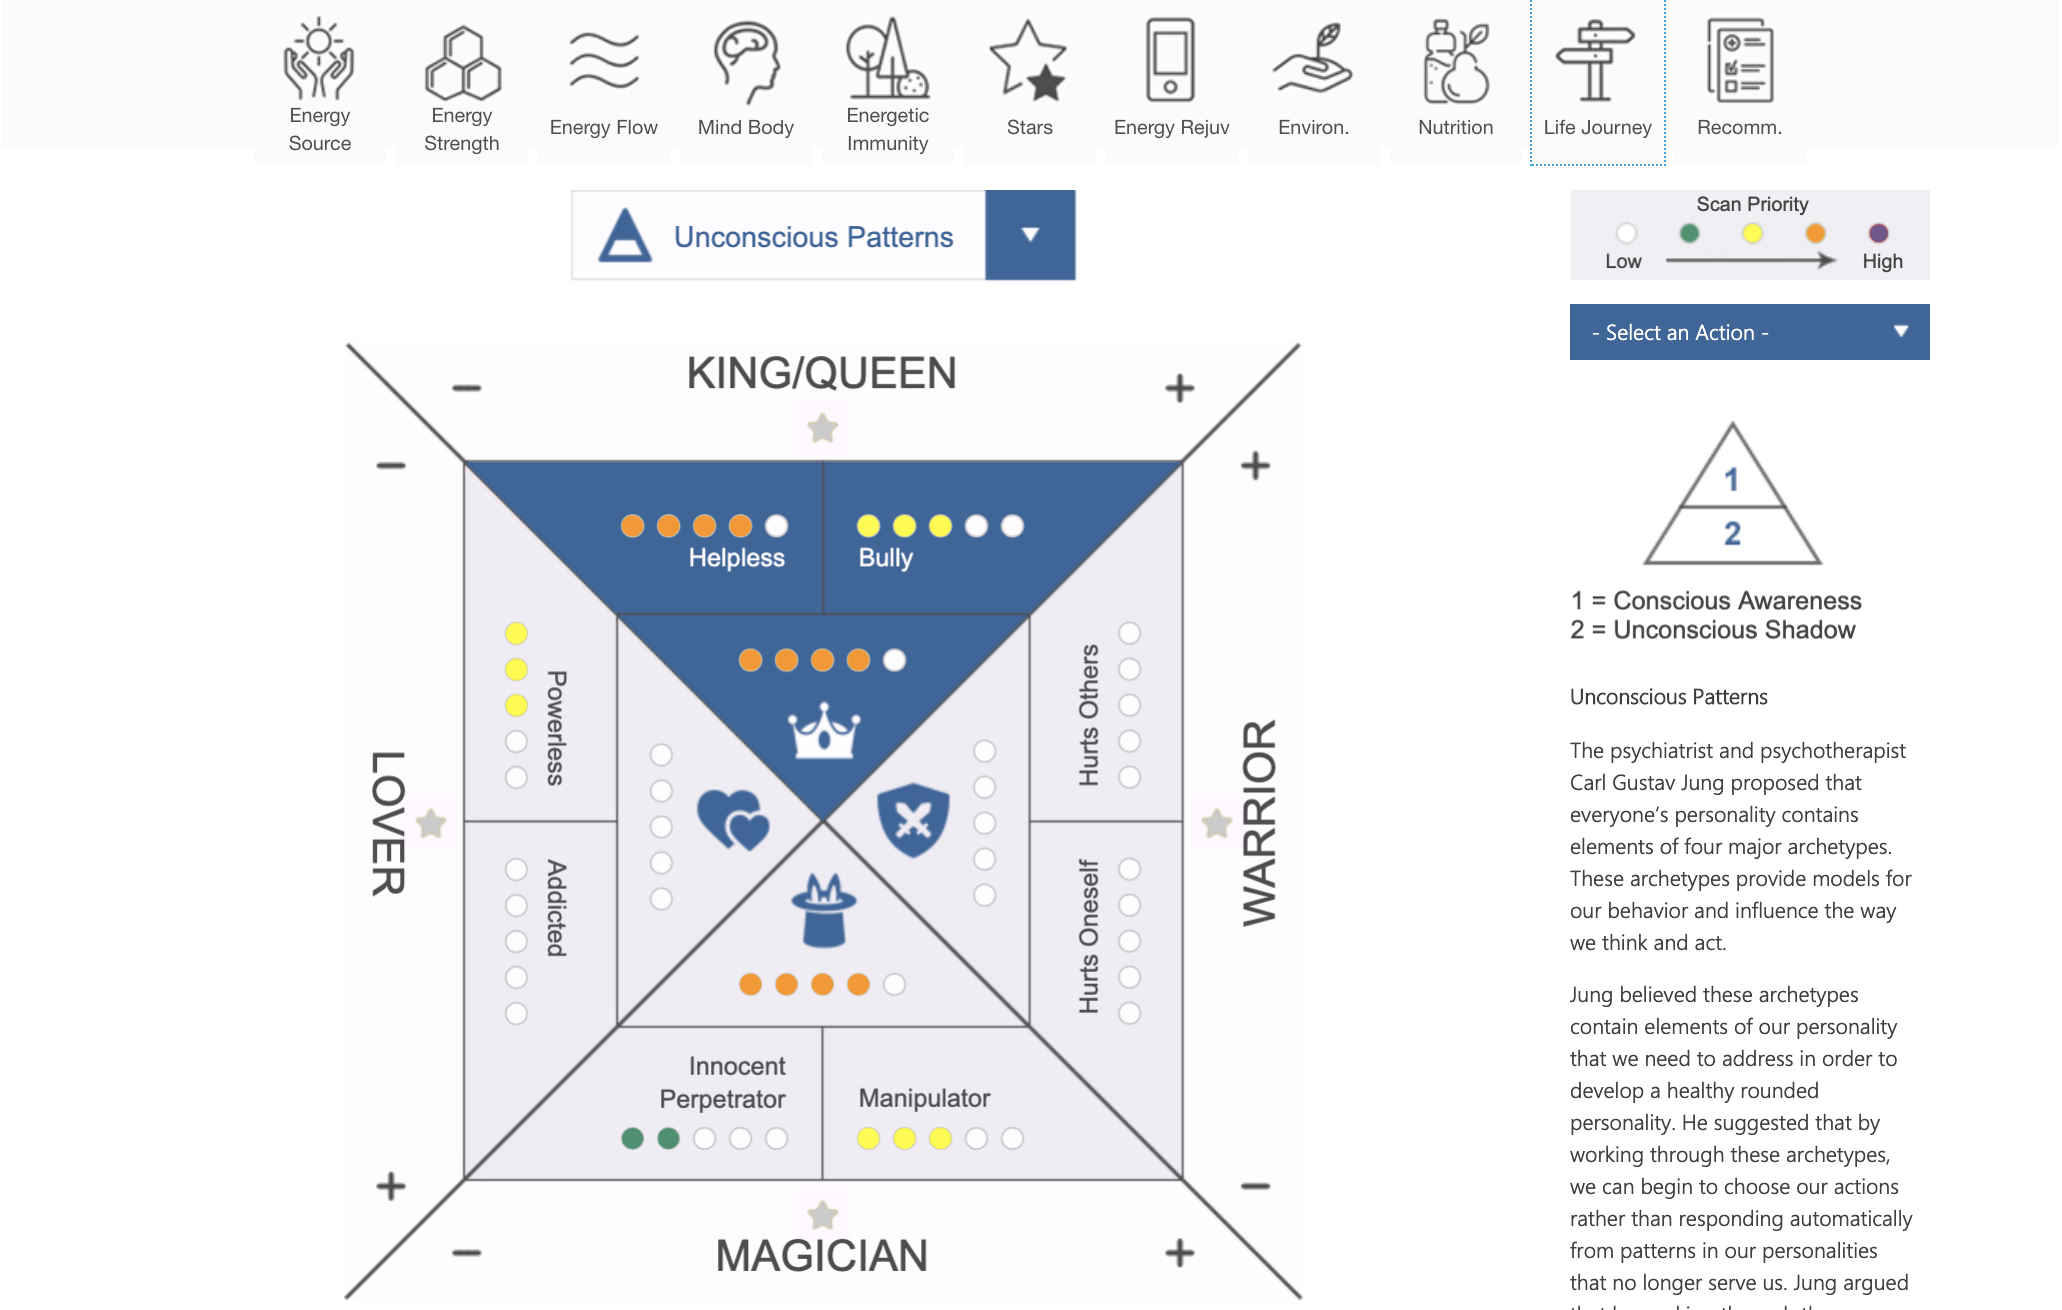 Energy
Source
Energy
Strength
Energy Flow
Mind Body
Energetic
Immunity
Stars
Energy Rejuv
Environ.
Nutrition
Life Journey
Recomm.
Unconscious Patterns
Scan Priority
Low
High
- Select an Action -
KING/QUEEN
−
+
−
+
Helpless
Bully
Powerless
Addicted
LOVER
Hurts Others
Hurts Oneself
WARRIOR
Innocent
Perpetrator
Manipulator
+
−
−
+
MAGICIAN
1
2
1 = Conscious Awareness
2 = Unconscious Shadow
Unconscious Patterns
The psychiatrist and psychotherapist
Carl Gustav Jung proposed that
everyone’s personality contains
elements of four major archetypes.
These archetypes provide models for
our behavior and influence the way
we think and act.
Jung believed these archetypes
contain elements of our personality
that we need to address in order to
develop a healthy rounded
personality. He suggested that by
working through these archetypes,
we can begin to choose our actions
rather than responding automatically
from patterns in our personalities
that no longer serve us. Jung argued